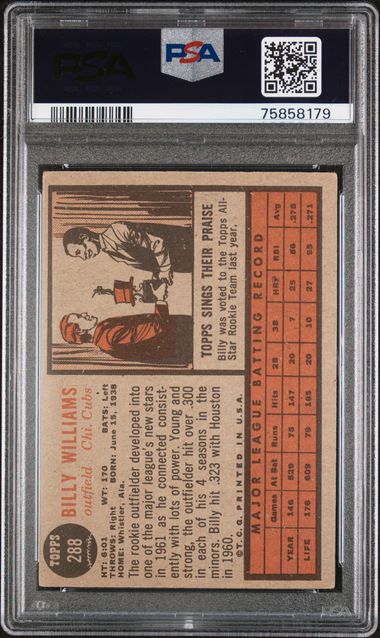 PSA
PSA
75858179
TOPPS
288
BILLY WILLIAMS
outfield Chi. Cubs
HT: 6:01 WT: 170 BATS: Left
THROWS: Right BORN: June 15, 1938
HOME: Whistler, Ala.
The rookie outfielder developed into
one of the major league's new stars
in 1961 as he connected consist-
ently with lots of power. Young and
strong, the outfielder hit over .300
in each of his 4 seasons in the
minors. Billy hit .323 with Houston
in 1960.
©T.C.G. PRINTED IN U.S.A.
TOPPS SINGS THEIR PRAISE
Billy was voted to the Topps All-
Star Rookie Team last year.
MAJOR LEAGUE BATTING RECORD
Games At Bat Runs Hits 2B 3B HR RBI Avg
YEAR 146 529 75 147 20 7 25 86 .278
LIFE 176 609 79 165 20 10 27 95 .271